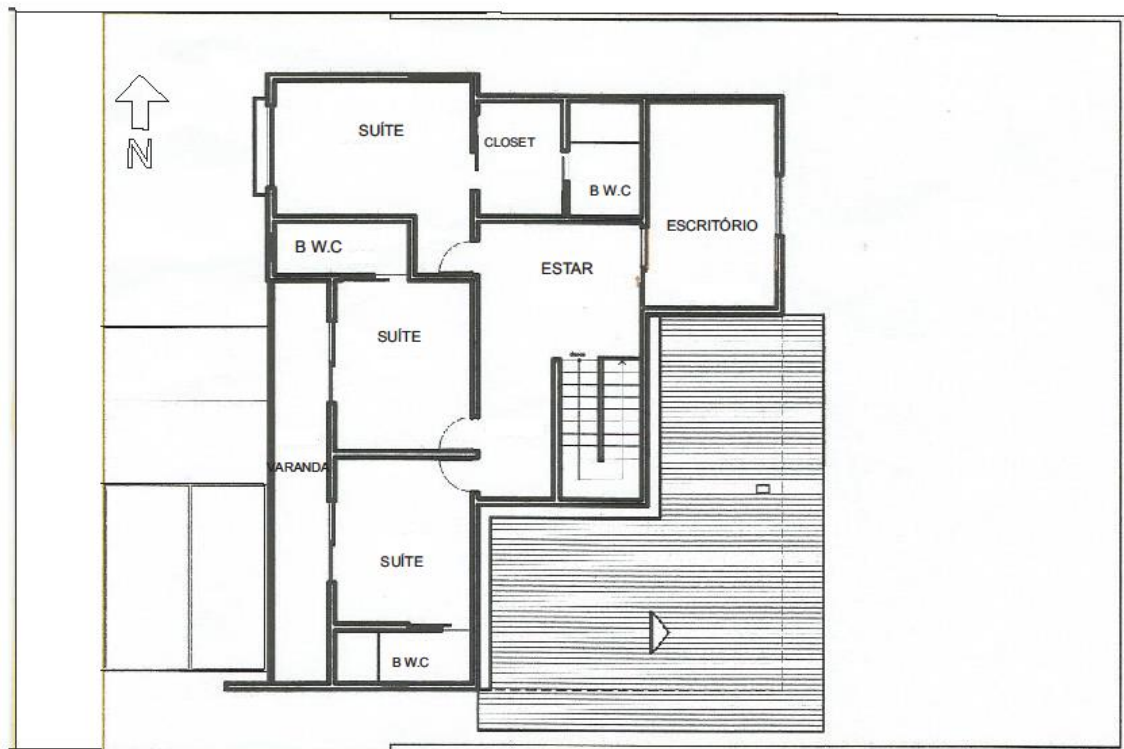 SUÍTE
CLOSET
B W.C
ESCRITÓRIO
N
B W.C
ESTAR
SUÍTE
VARANDA
SUÍTE
B W.C